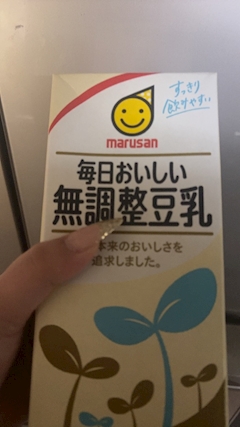 すっきり
飲みやすい
marusan
毎日おいしい
無調整豆乳
本来のおいしさを
追求しました。